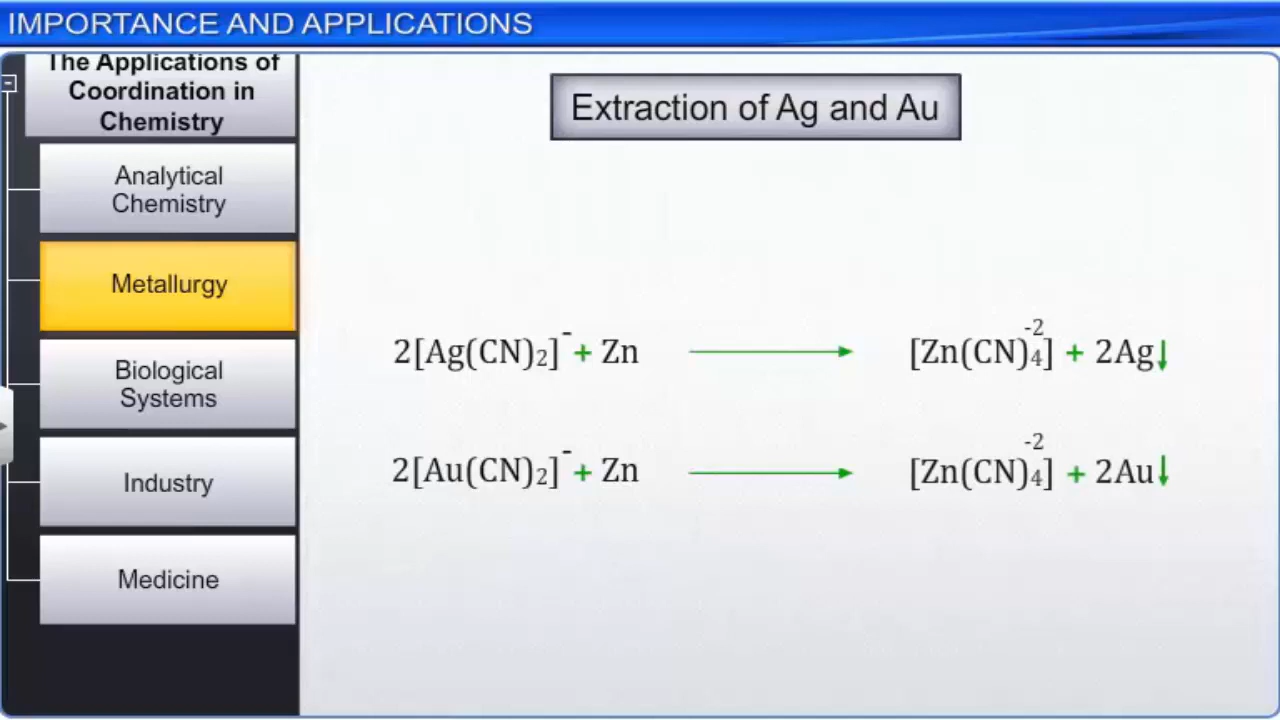 IMPORTANCE AND APPLICATIONS
The Applications of
Coordination in
Chemistry
Analytical
Chemistry
Metallurgy
Biological
Systems
Industry
Medicine
Extraction of Ag and Au
2[Ag(CN)₂]⁻ + Zn → [Zn(CN)₄⁻²] + 2Ag↓
2[Au(CN)₂]⁻ + Zn → [Zn(CN)₄⁻²] + 2Au↓